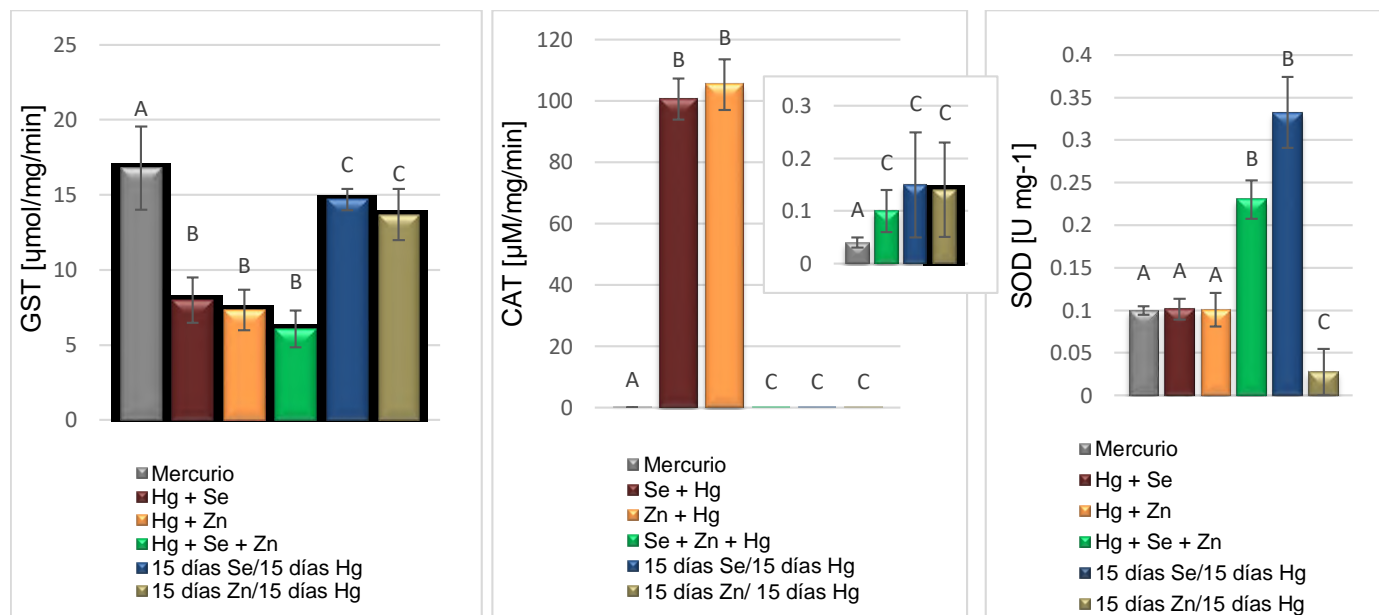 GST [µmol/mg/min]
25
20
15
10
5
0
A
B
B
B
C
C
Mercurio
Hg + Se
Hg + Zn
Hg + Se + Zn
15 días Se/15 días Hg
15 días Zn/15 días Hg
CAT [µM/mg/min]
120
100
80
60
40
20
0
A
B
B
C
C
C
0.3
0.2
0.1
0
A
C
C
C
Mercurio
Se + Hg
Zn + Hg
Se + Zn + Hg
15 días Se/15 días Hg
15 días Zn/ 15 días Hg
SOD [U mg-1]
0.4
0.35
0.3
0.25
0.2
0.15
0.1
0.05
0
A
A
A
B
B
C
Mercurio
Hg + Se
Hg + Zn
Hg + Se + Zn
15 días Se/15 días Hg
15 días Zn/15 días Hg